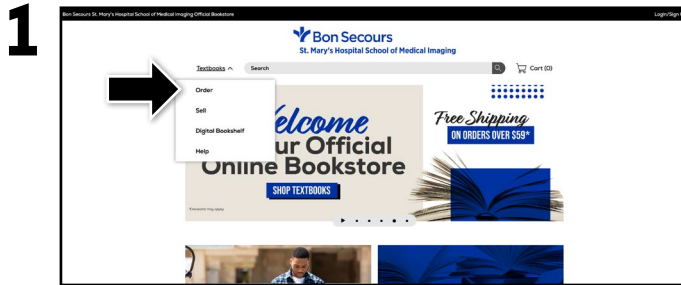 1
Bon Secours St. Mary's Hospital School of Medical Imaging Official Bookstore
Login/Sign
Bon Secours
St. Mary's Hospital School of Medical Imaging
Textbooks
Search
Cart (0)
Order
Sell
Digital Bookshelf
Help
elcome
ur Official
Online Bookstore
SHOP TEXTBOOKS
Free Shipping
ON ORDERS OVER $59*